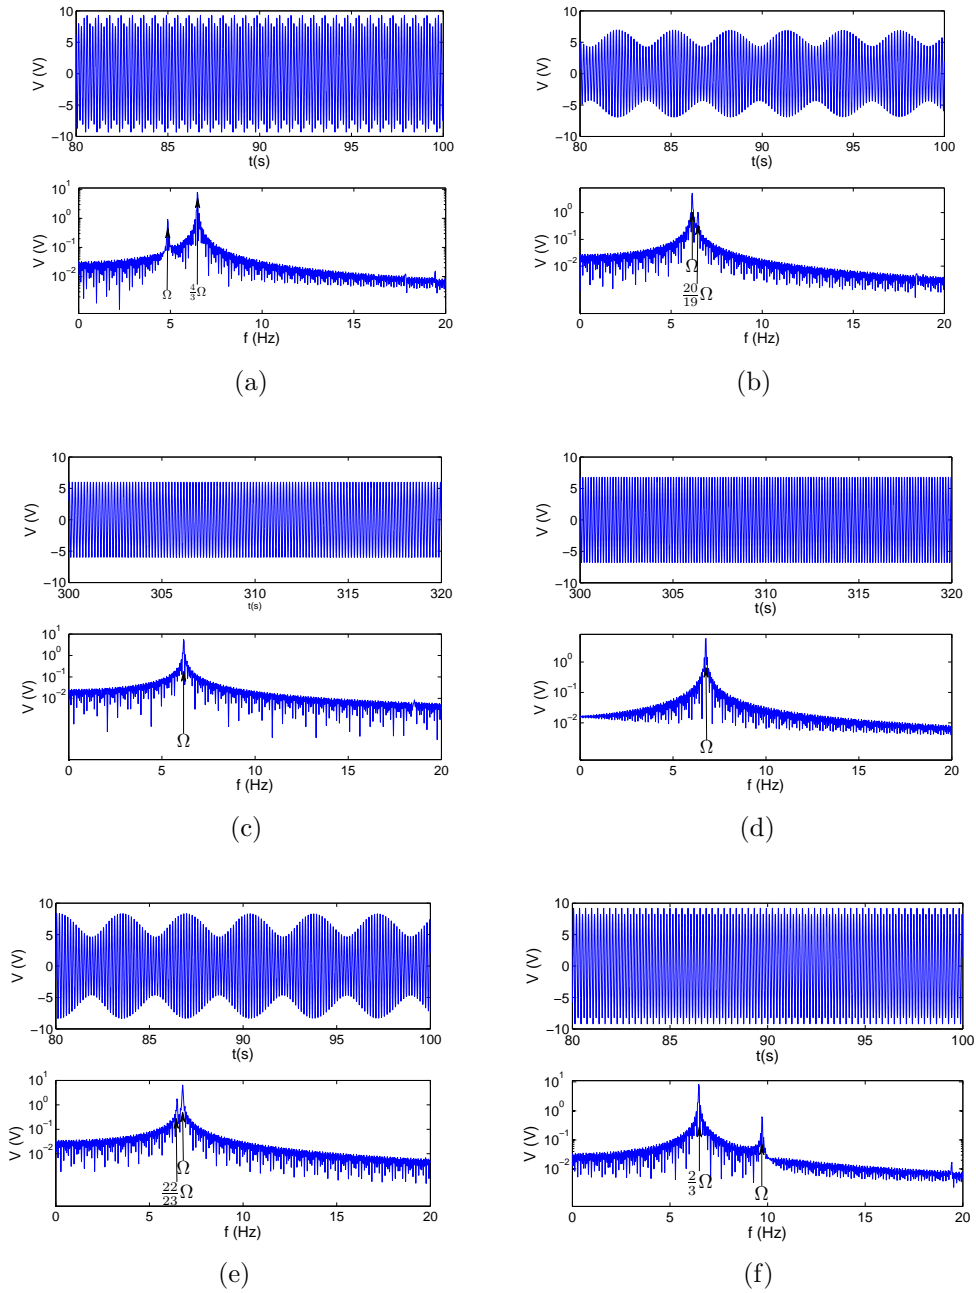 10
5
0
−5
−10
V (V)
80 85 90 95 100
t(s)
10^1
10^0
10^−1
10^−2
V (V)
Ω
4/3 Ω
0 5 10 15 20
f (Hz)
(a)
10
5
0
−5
−10
V (V)
80 85 90 95 100
t(s)
10^0
10^−1
10^−2
V (V)
Ω
20/19 Ω
0 5 10 15 20
f (Hz)
(b)
10
5
0
−5
−10
V (V)
300 305 310 315 320
t(s)
10^1
10^0
10^−1
10^−2
V (V)
Ω
0 5 10 15 20
f (Hz)
(c)
10
5
0
−5
−10
V (V)
300 305 310 315 320
t(s)
10^0
10^−1
10^−2
V (V)
Ω
0 5 10 15 20
f (Hz)
(d)
10
5
0
−5
−10
V (V)
80 85 90 95 100
t(s)
10^1
10^0
10^−1
10^−2
V (V)
Ω
22/23 Ω
0 5 10 15 20
f (Hz)
(e)
10
5
0
−5
−10
V (V)
80 85 90 95 100
t(s)
10^1
10^0
10^−1
10^−2
V (V)
2/3 Ω
Ω
0 5 10 15 20
f (Hz)
(f)